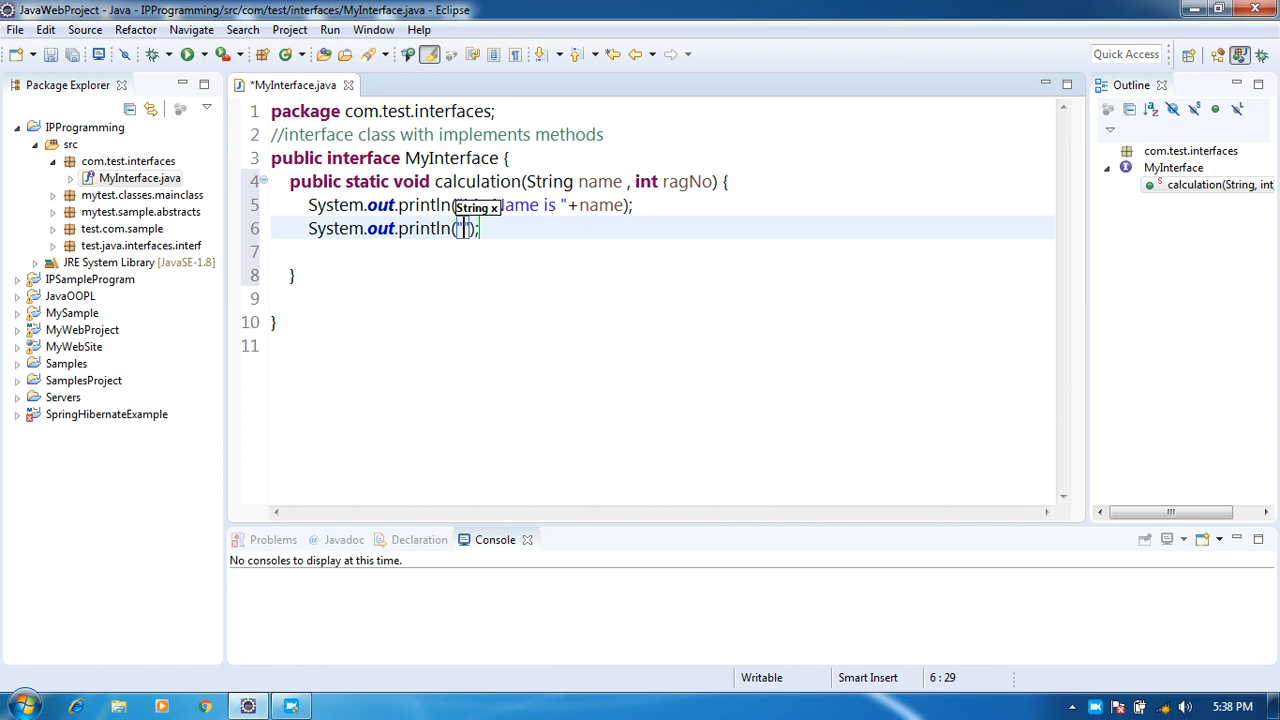 JavaWebProject - Java - IPProgramming/src/com/test/interfaces/MyInterface.java - Eclipse
File Edit Source Refactor Navigate Search Project Run Window Help
Quick Access
Package Explorer
*MyInterface.java
Outline
IPProgramming
src
com.test.interfaces
MyInterface.java
mytest.classes.mainclass
mytest.sample.abstracts
test.com.sample
test.java.interfaces.interf
JRE System Library [JavaSE-1.8]
IPSampleProgram
JavaOOPL
MySample
MyWebProject
MyWebSite
Samples
SamplesProject
Servers
SpringHibernateExample
1 package com.test.interfaces;
2 //interface class with implements methods
3 public interface MyInterface {
4 public static void calculation(String name , int ragNo) {
5 System.out.println( Name is "+name);
String x
6 System.out.println("");
7
8 }
9
10 }
11
com.test.interfaces
MyInterface
S
calculation(String, int
Problems @ Javadoc Declaration Console
No consoles to display at this time.
Writable Smart Insert 6 : 29
5:38 PM